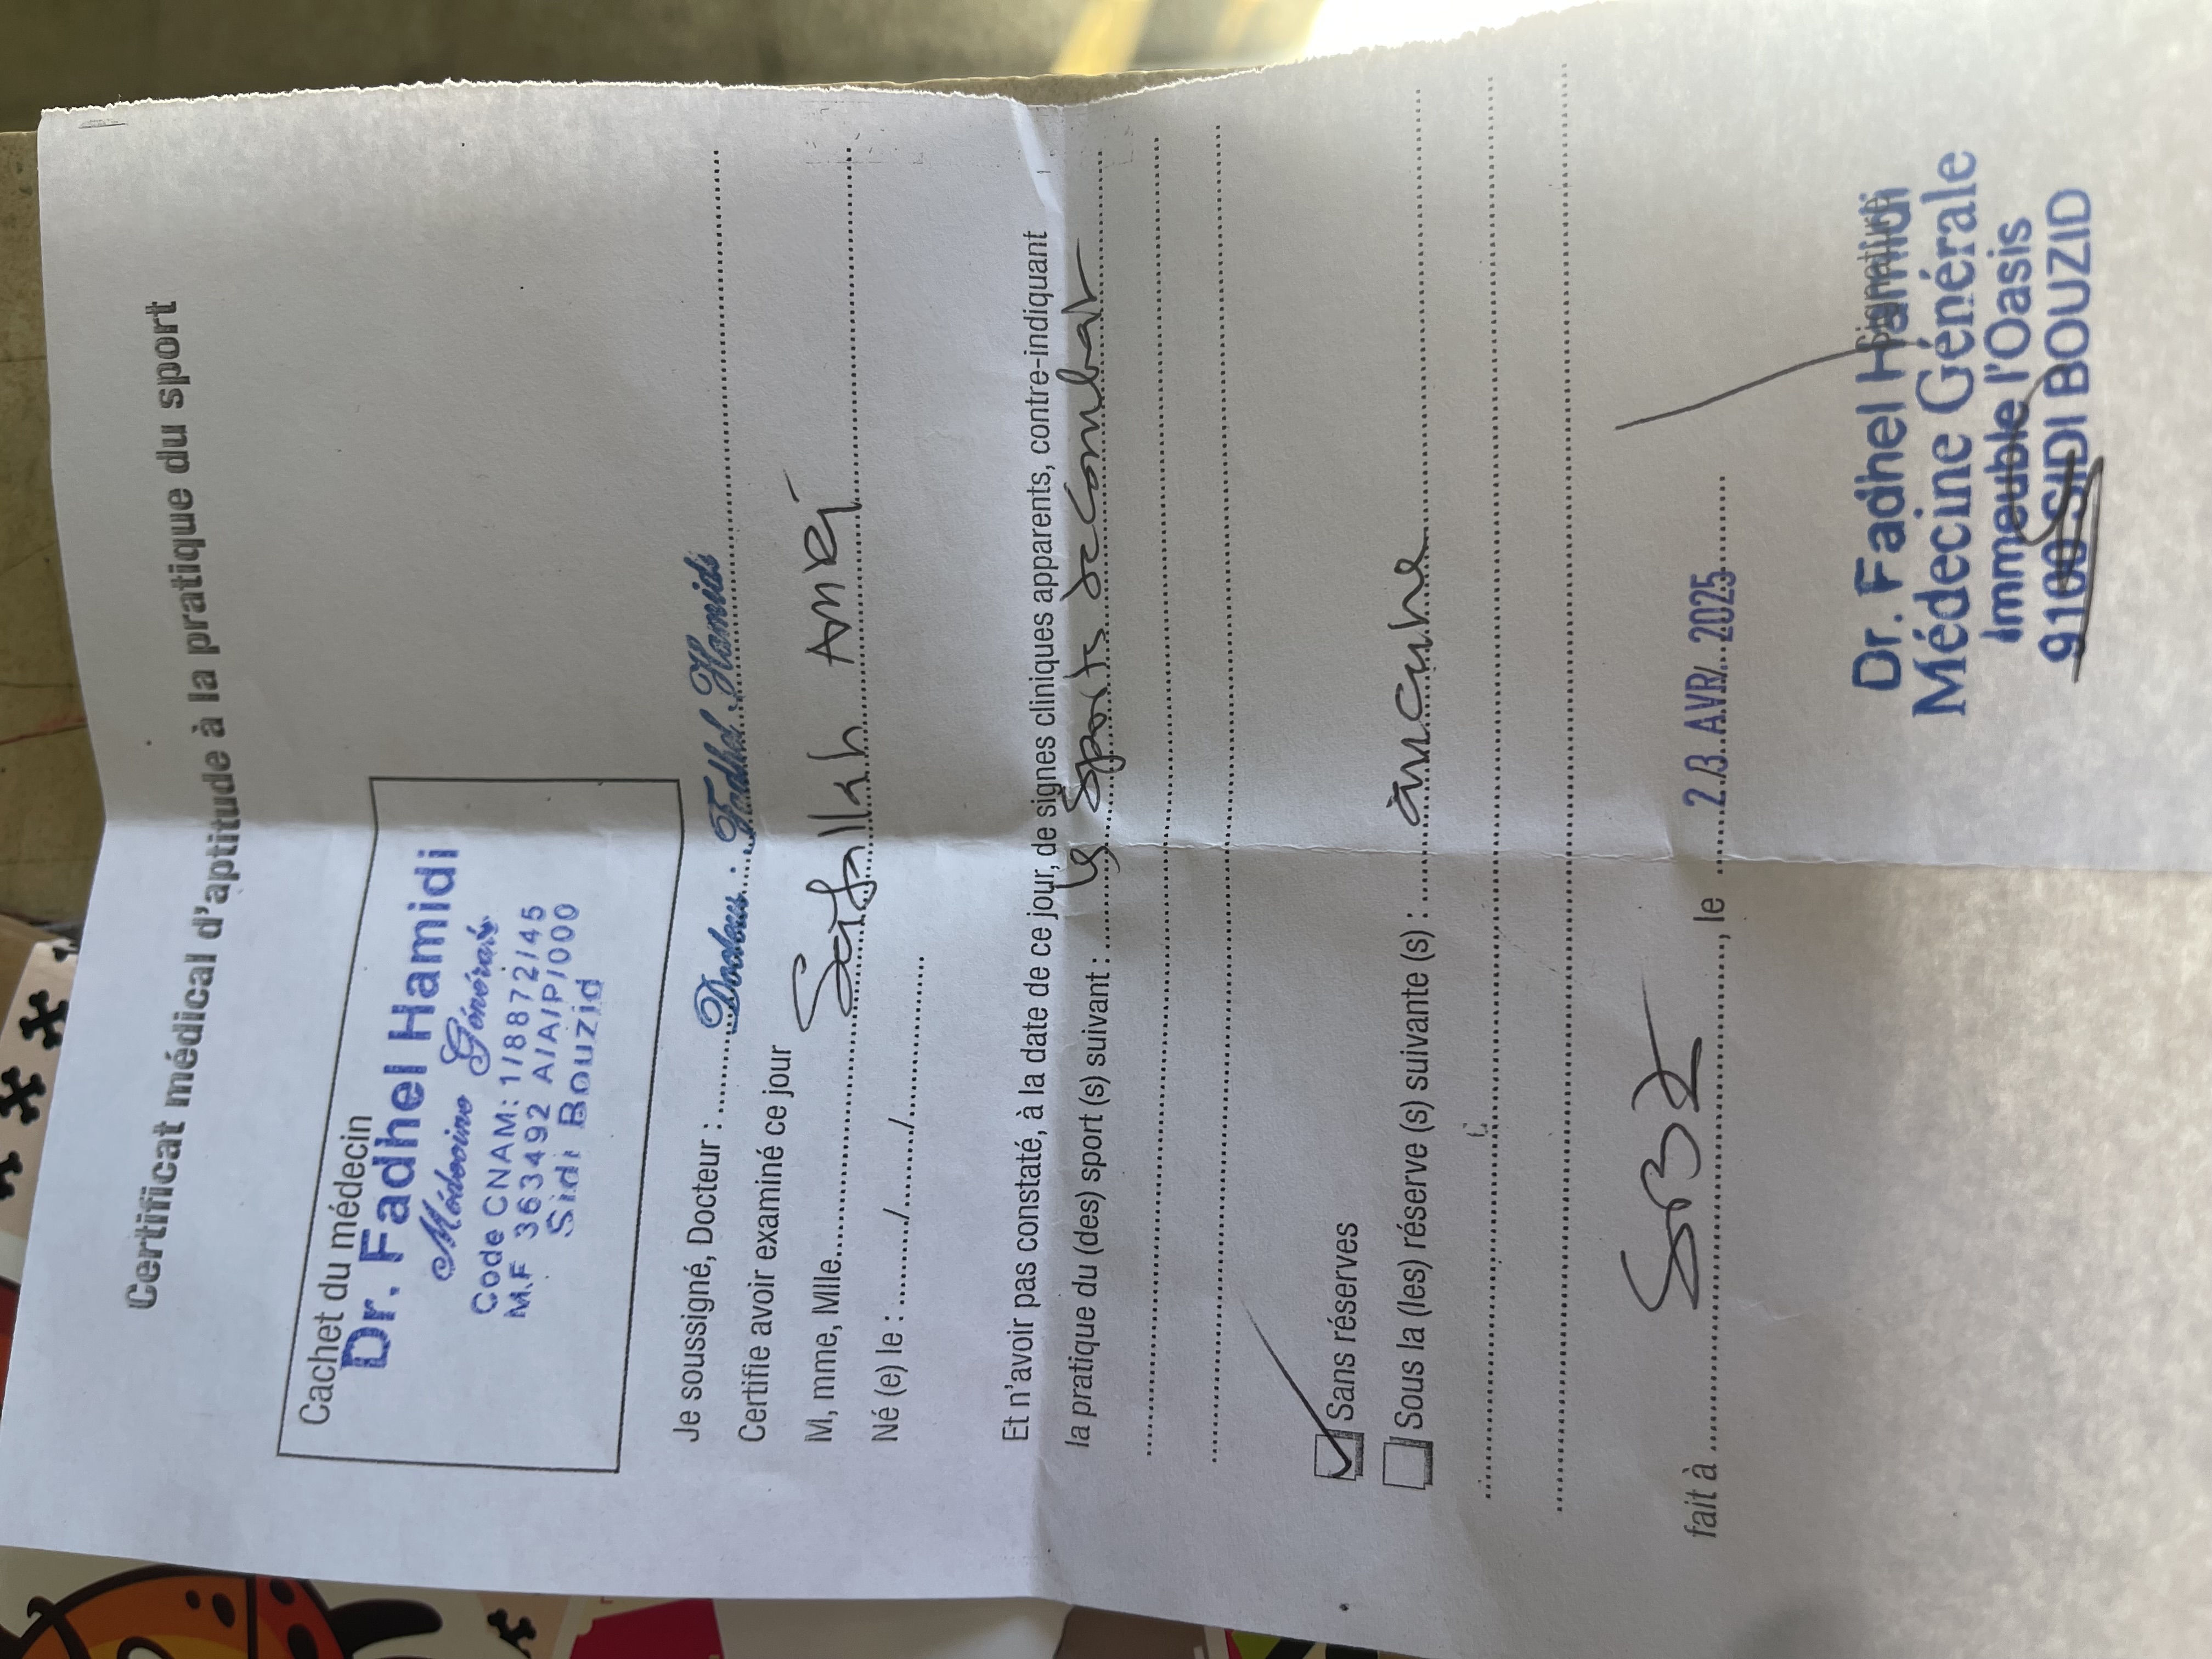 Certificat médical d'aptitude à la pratique du sport
Cachet du médecin
Dr. Fadhel Hamidi
Médecine Générale
Code CNAM: 1/88872/45
M.F 363492 A/A/P/000
Sidi Bouzid
Je soussigné, Docteur : Docteur : Fadhel Hamidi
Certifie avoir examiné ce jour
M, mme, Mlle Saifallah AMRI
Né (e) le : / /
Et n'avoir pas constaté, à la date de ce jour, de signes cliniques apparents, contre-indiquant
la pratique du (des) sport (s) suivant : les sports de combat
Sans réserves
Sous la (les) réserve (s) suivante (s) : aucune
fait à SBZ, le 23 AVR. 2025
Signature
Dr. Fadhel Hamidi
Médecine Générale
Immeuble l'Oasis
9100 SIDI BOUZID